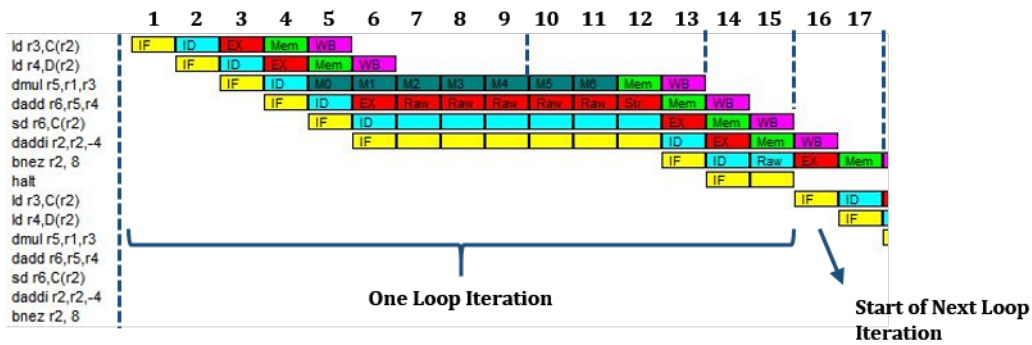 1 2 3 4 5 6 7 8 9 10 11 12 13 14 15 16 17
ld r3,C(r2) IF ID EX Mem WB
ld r4,D(r2) IF ID EX Mem WB
dmul r5,r1,r3 IF ID M0 M1 M2 M3 M4 M5 M6 Mem WB
dadd r6,r5,r4 IF ID EX Raw Raw Raw Raw Raw Str Mem WB
sd r6,C(r2) IF ID EX Mem WB
daddi r2,r2,-4 IF ID EX Mem WB
bnez r2, 8 IF ID Raw EX Mem
halt IF
ld r3,C(r2) IF ID
ld r4,D(r2) IF
dmul r5,r1,r3
dadd r6,r5,r4
sd r6,C(r2)
daddi r2,r2,-4
bnez r2, 8
One Loop Iteration
Start of Next Loop
Iteration